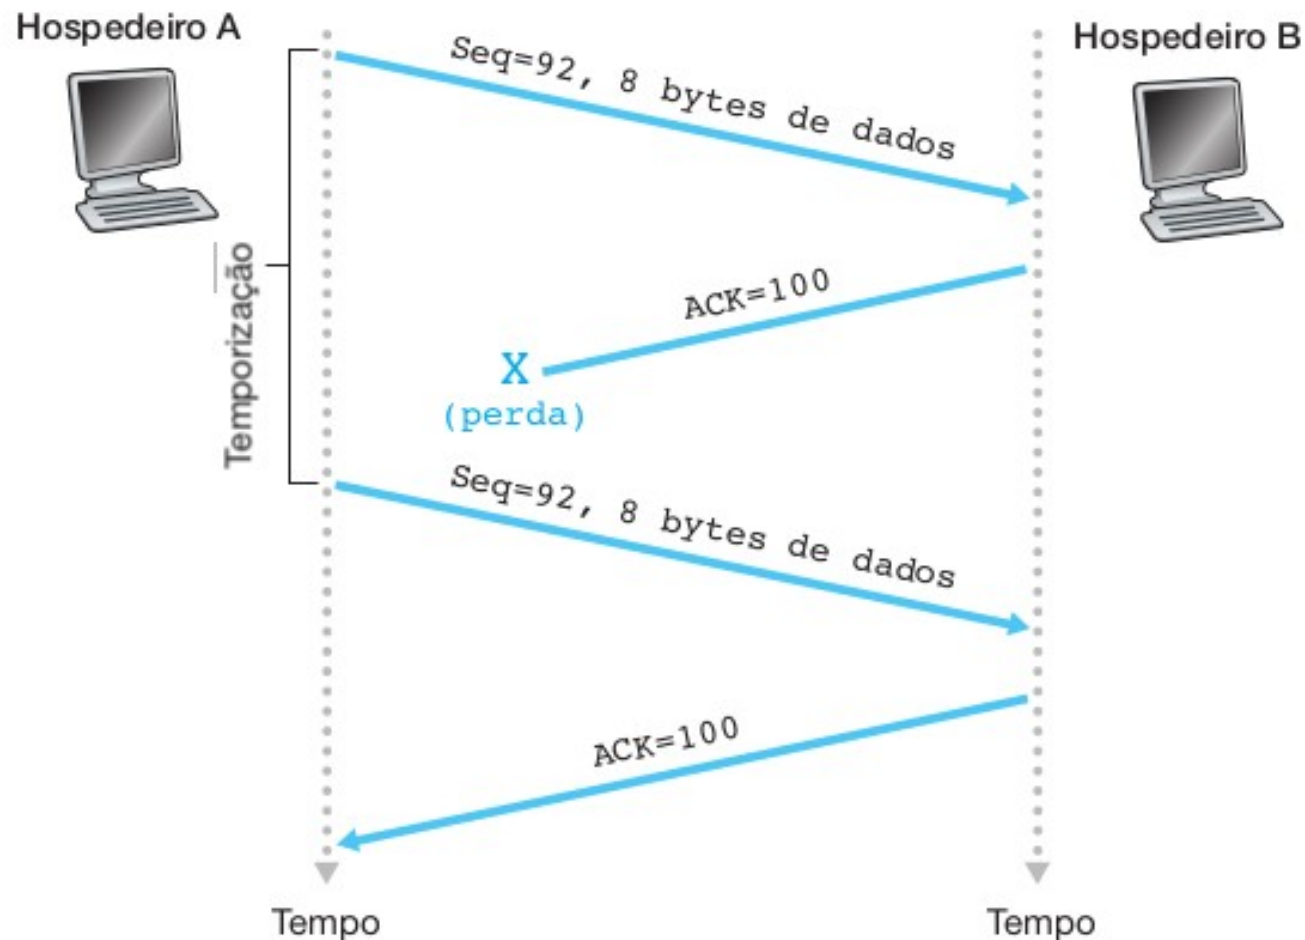 Hospedeiro A
Hospedeiro B
Seq=92, 8 bytes de dados
ACK=100
Temporização
X
(perda)
Seq=92, 8 bytes de dados
ACK=100
Tempo
Tempo